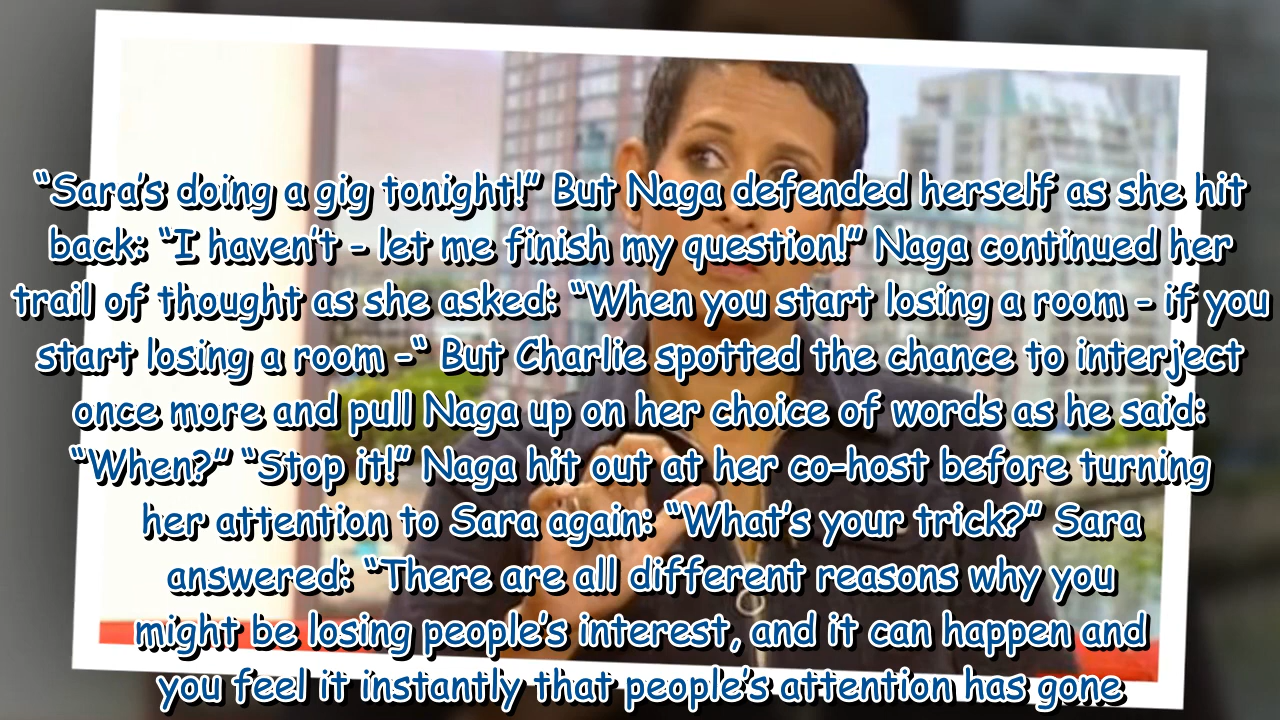 “Sara’s doing a gig tonight!” But Naga defended herself as she hit
back: “I haven’t - let me finish my question!” Naga continued her
trail of thought as she asked: “When you start losing a room - if you
start losing a room -“ But Charlie spotted the chance to interject
once more and pull Naga up on her choice of words as he said:
“When?” “Stop it!” Naga hit out at her co-host before turning
her attention to Sara again: “What’s your trick?” Sara
answered: “There are all different reasons why you
might be losing people’s interest, and it can happen and
you feel it instantly that people’s attention has gone